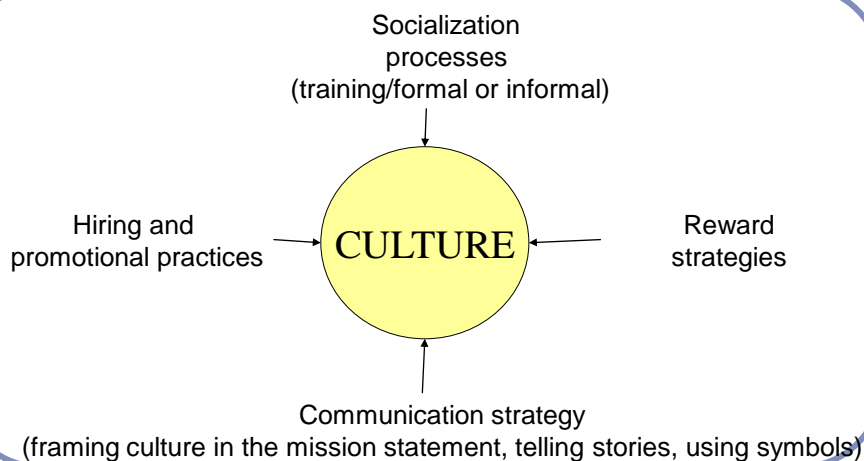 Socialization
processes
(training/formal or informal)
Hiring and
promotional practices
CULTURE
Reward
strategies
Communication strategy
(framing culture in the mission statement, telling stories, using symbols)